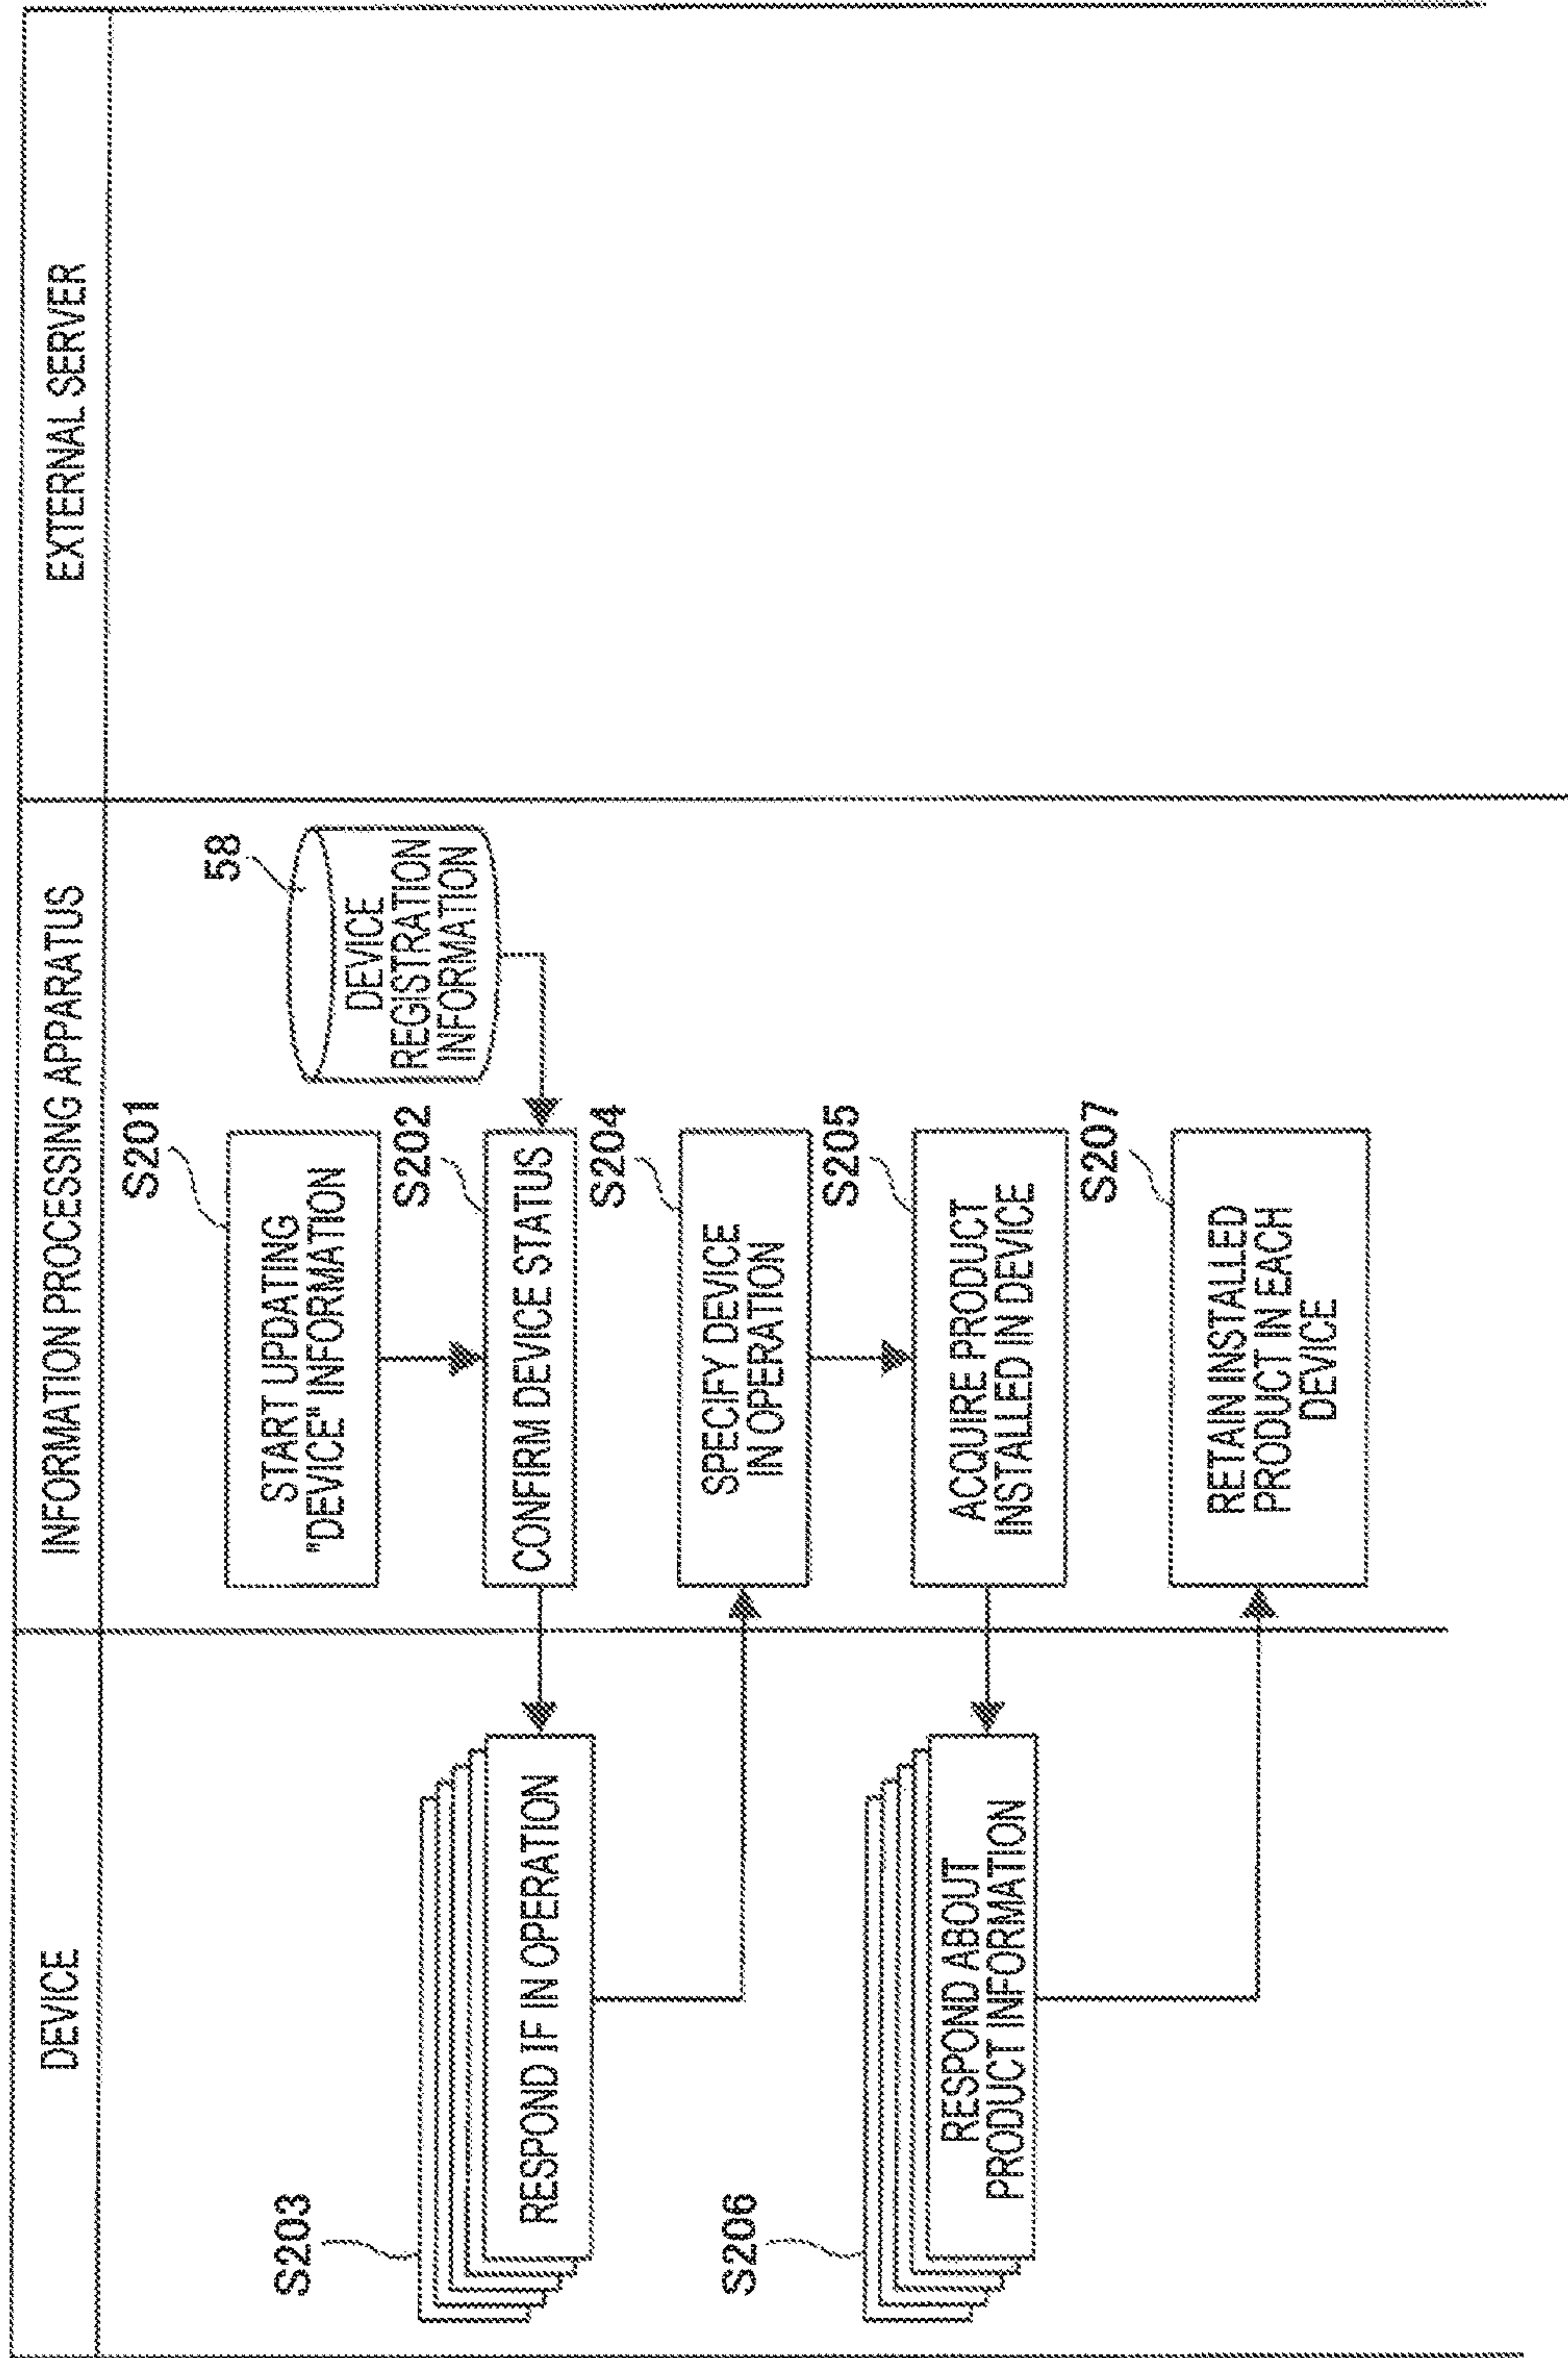 DEVICE
INFORMATION PROCESSING APPARATUS
EXTERNAL SERVER
S201
START UPDATING
"DEVICE" INFORMATION
58
DEVICE
REGISTRATION
INFORMATION
S202
CONFIRM DEVICE STATUS
S203
RESPOND IF IN OPERATION
S204
SPECIFY DEVICE
IN OPERATION
S205
ACQUIRE PRODUCT
INSTALLED IN DEVICE
S206
RESPOND ABOUT
PRODUCT INFORMATION
S207
RETAIN INSTALLED
PRODUCT IN EACH
DEVICE